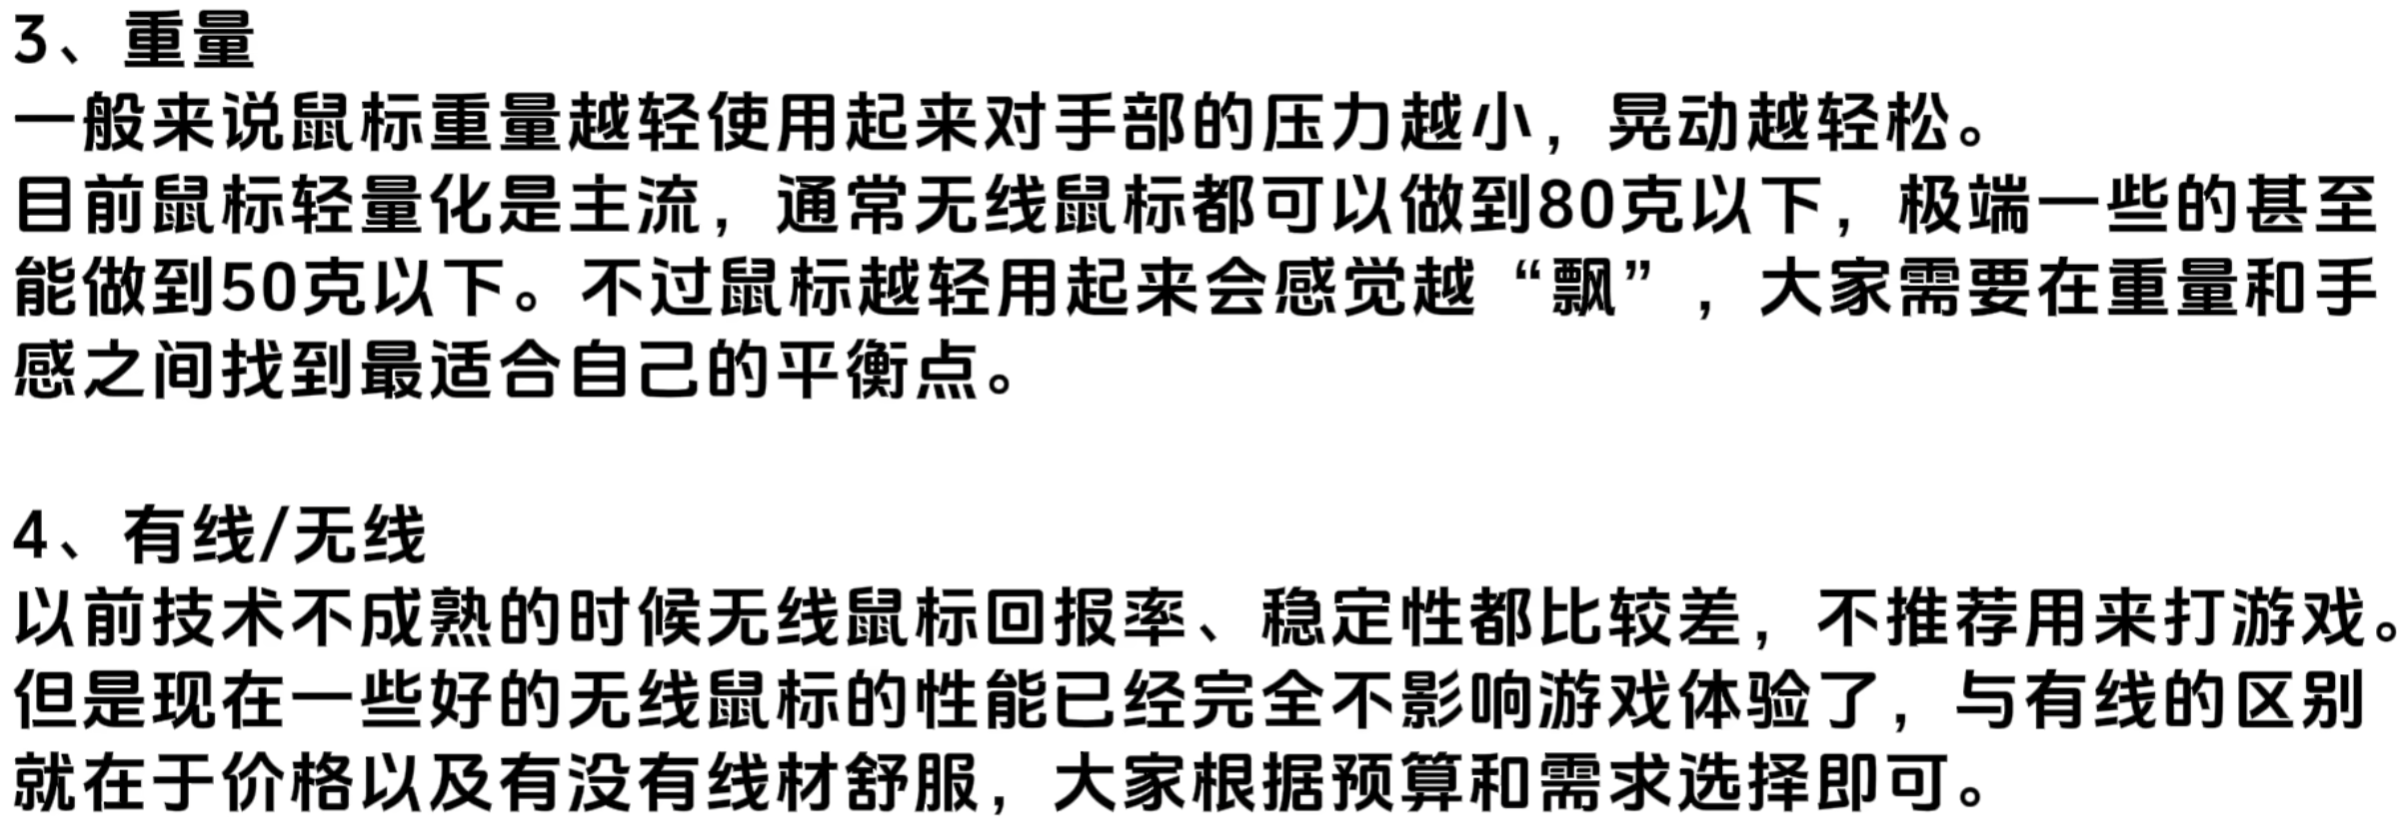 3、重量
一般来说鼠标重量越轻使用起来对手部的压力越小，晃动越轻松。
目前鼠标轻量化是主流，通常无线鼠标都可以做到80克以下，极端一些的甚至
能做到50克以下。不过鼠标越轻用起来会感觉越“飘”，大家需要在重量和手
感之间找到最适合自己的平衡点。
4、有线/无线
以前技术不成熟的时候无线鼠标回报率、稳定性都比较差，不推荐用来打游戏。
但是现在一些好的无线鼠标的性能已经完全不影响游戏体验了，与有线的区别
就在于价格以及有没有线材舒服，大家根据预算和需求选择即可。